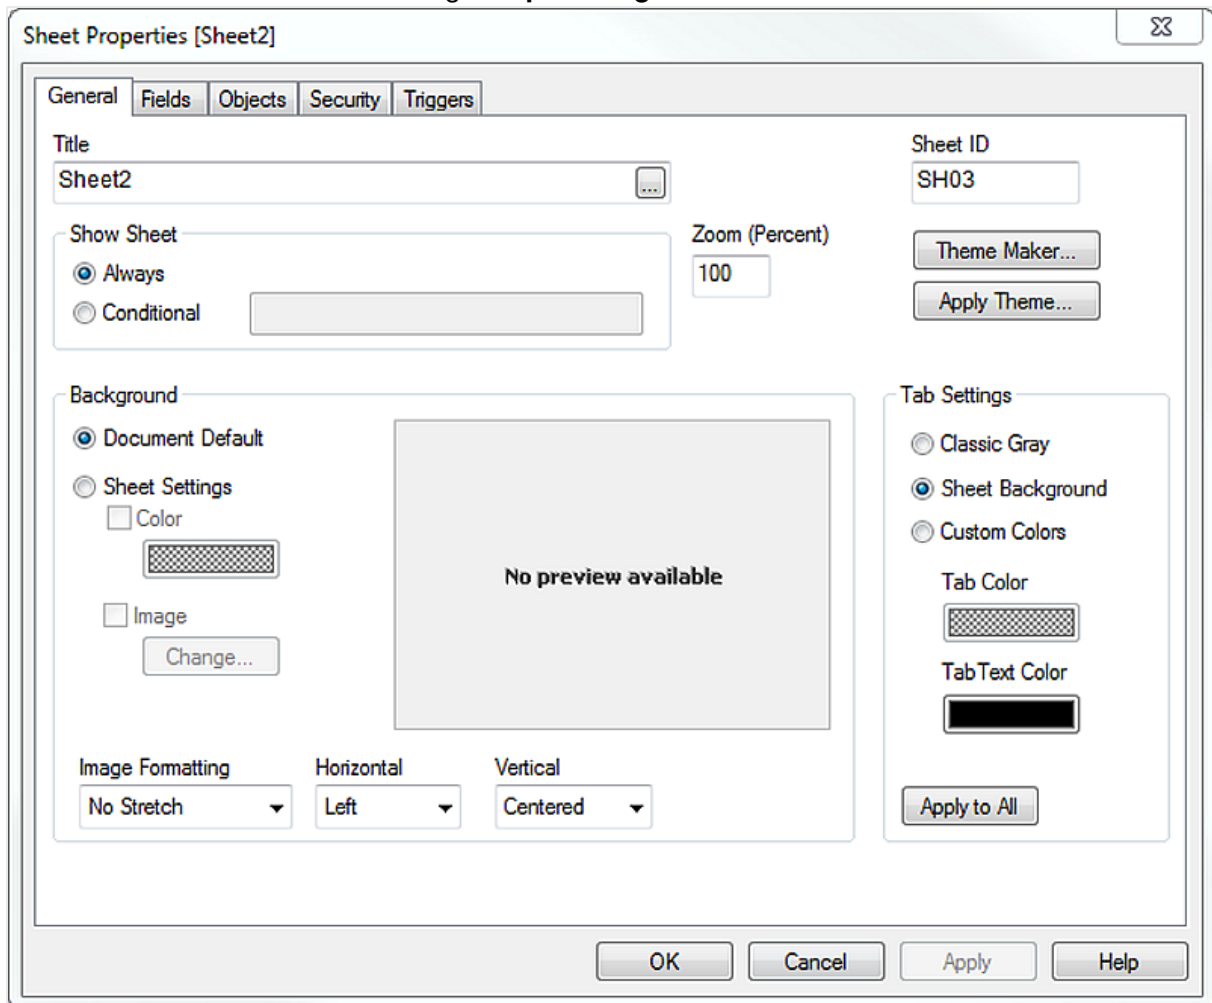 Sheet Properties [Sheet2]
General Fields Objects Security Triggers
Title
Sheet ID
Sheet2
...
SH03
Show Sheet
Zoom (Percent)
Always
100
Theme Maker...
Conditional
Apply Theme...
Background
Tab Settings
Document Default
Classic Gray
Sheet Settings
Sheet Background
Color
Custom Colors
No preview available
Tab Color
Image
Change...
Tab Text Color
Image Formatting Horizontal Vertical
No Stretch Left Centered
Apply to All
OK Cancel Apply Help